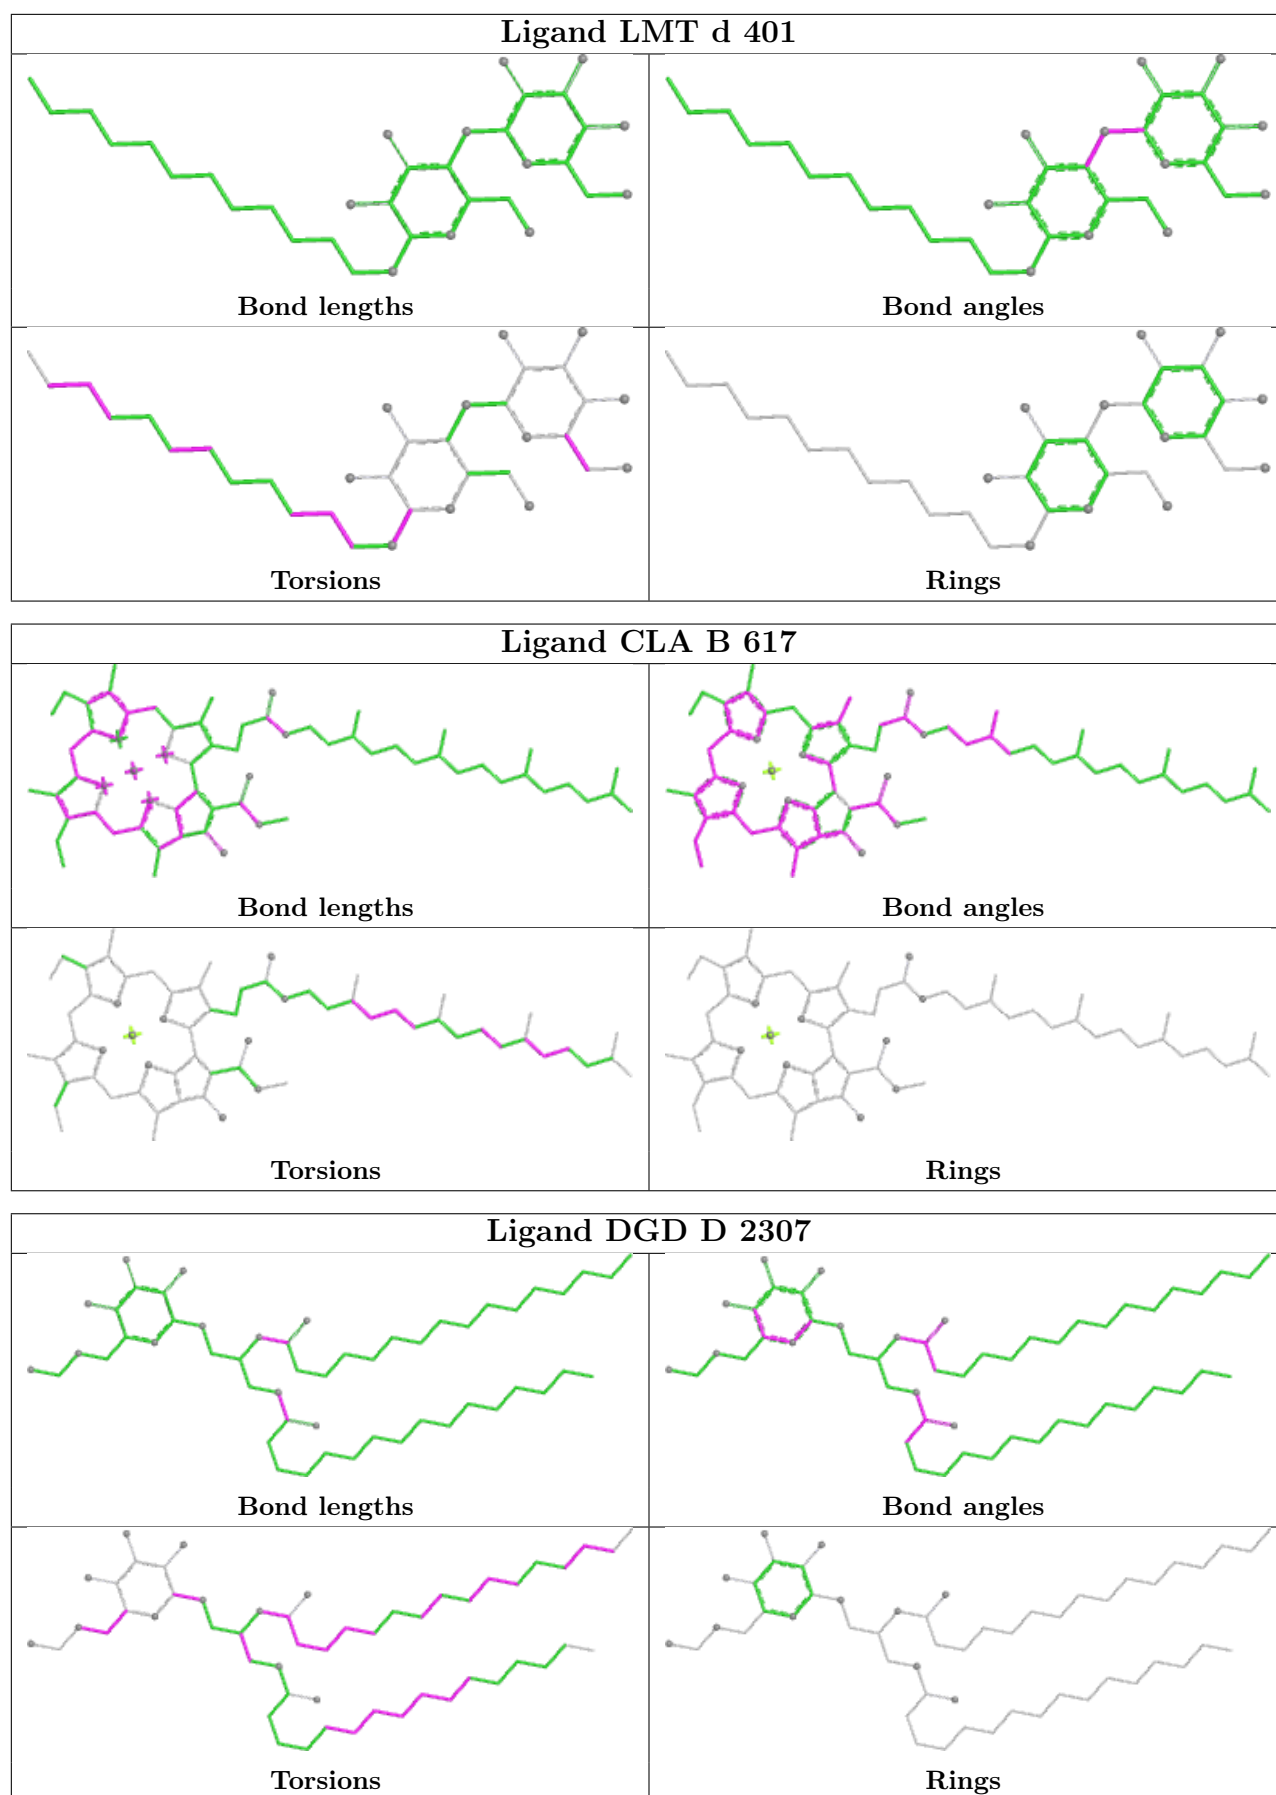 Ligand LMT d 401
Bond lengths
Bond angles
Torsions
Rings
Ligand CLA B 617
Bond lengths
Bond angles
Torsions
Rings
Ligand DGD D 2307
Bond lengths
Bond angles
Torsions
Rings